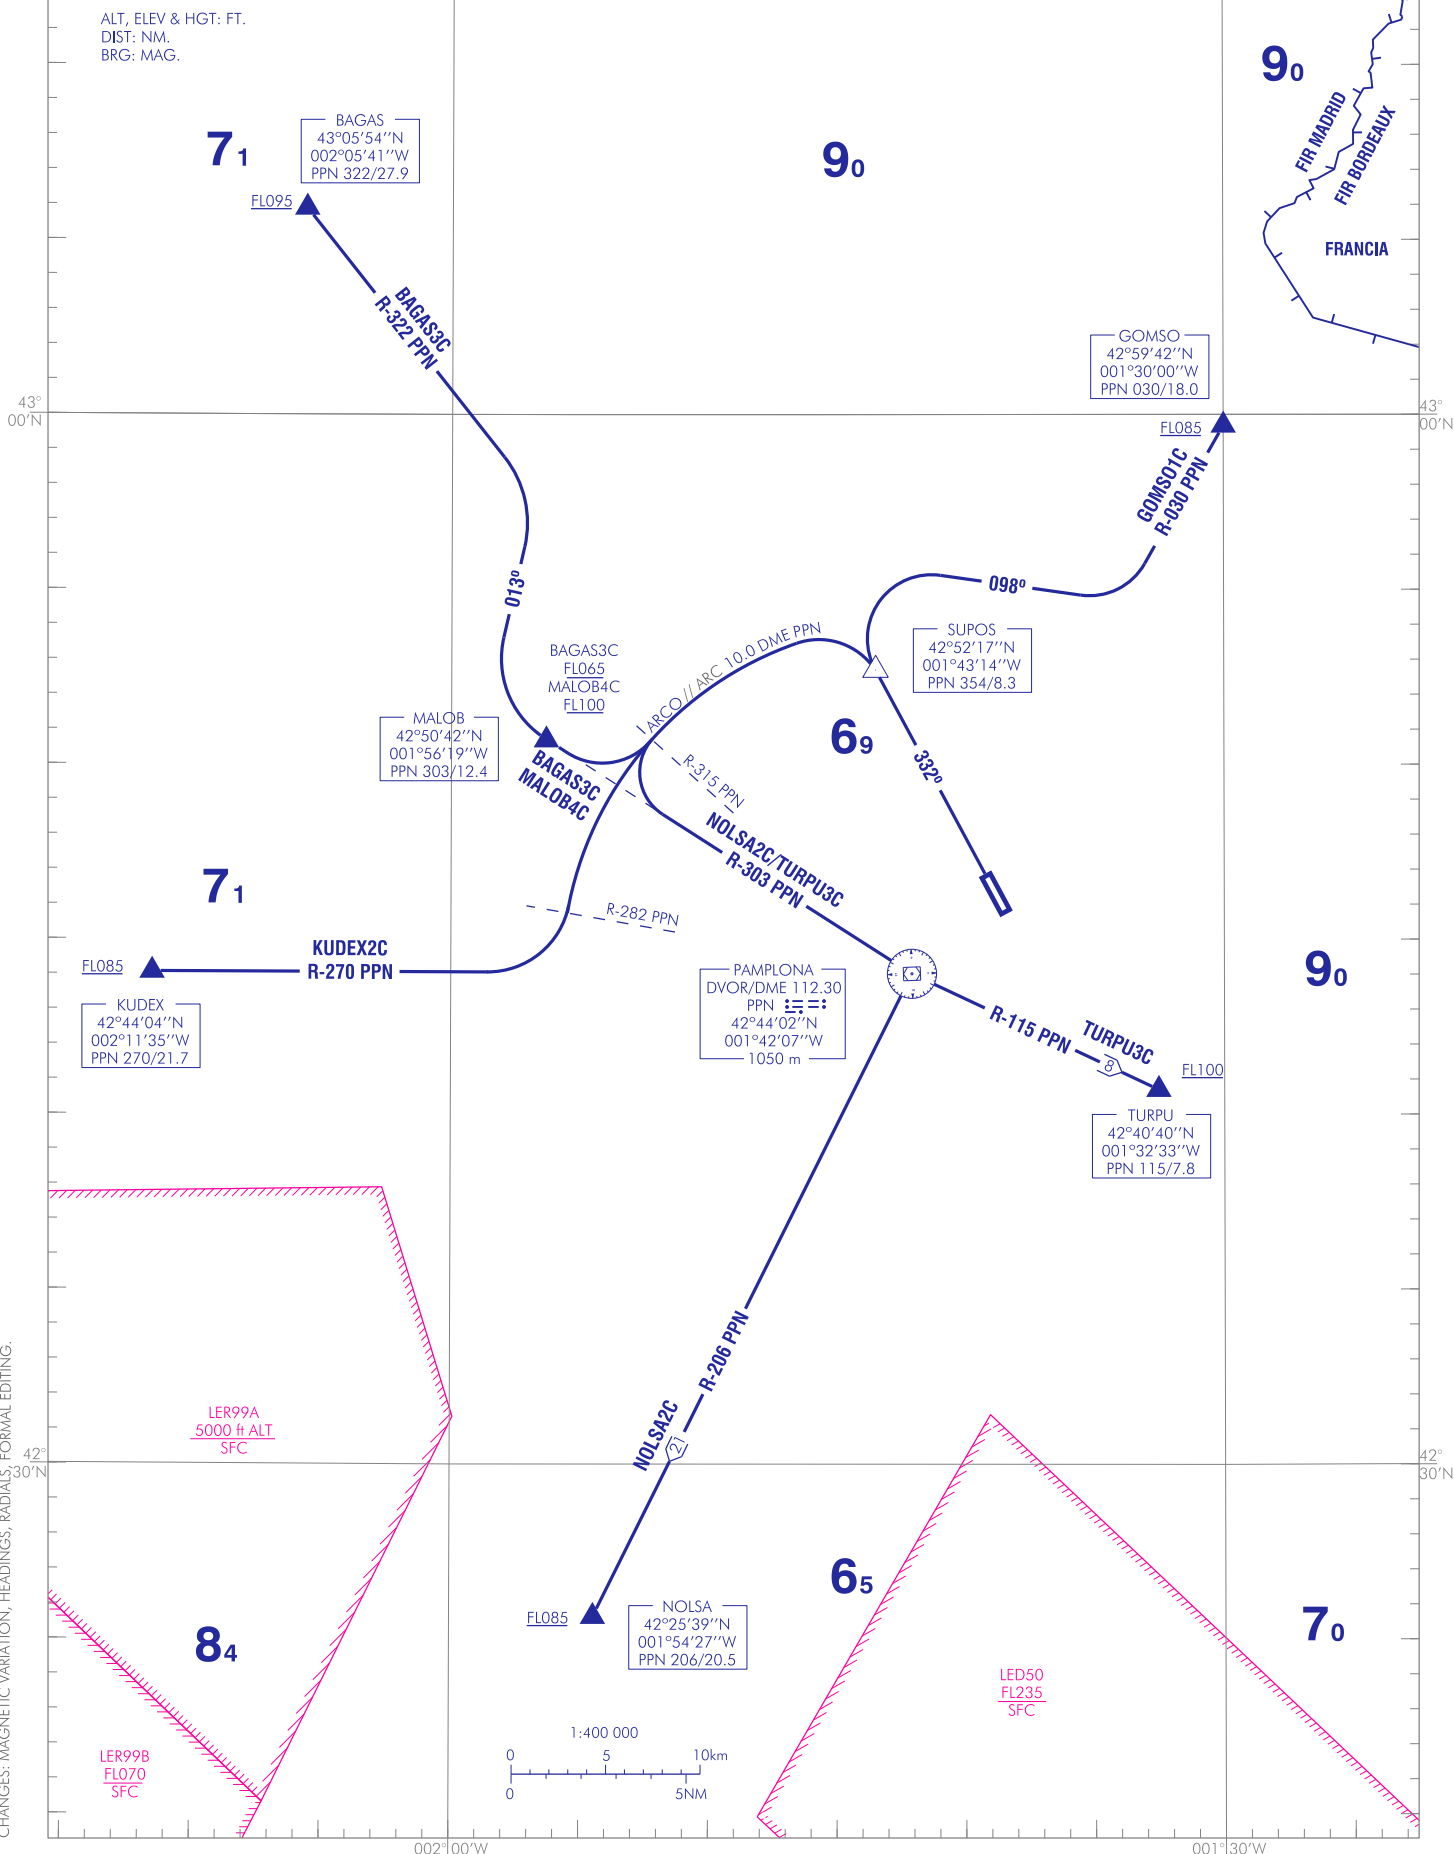 ALT, ELEV & HGT: FT.
DIST: NM.
BRG: MAG.
9₀
FIR MADRID
FIR BORDEAUX
FRANCIA
7₁
BAGAS
43°05'54''N
002°05'41''W
PPN 322/27.9
FL095
9₀
BAGAS3C
R-322 PPN
GOMSO
42°59'42''N
001°30'00''W
PPN 030/18.0
43°
00'N
43°
00'N
FL085
GOMSO1C
R-030 PPN
013º
098º
ARCO // ARC 10.0 DME PPN
SUPOS
42°52'17''N
001°43'14''W
PPN 354/8.3
BAGAS3C
FL065
MALOB4C
FL100
MALOB
42°50'42''N
001°56'19''W
PPN 303/12.4
6₉
332º
BAGAS3C
MALOB4C
R-315 PPN
NOLSA2C/TURPU3C
R-303 PPN
7₁
R-282 PPN
KUDEX2C
R-270 PPN
FL085
KUDEX
42°44'04''N
002°11'35''W
PPN 270/21.7
PAMPLONA
DVOR/DME 112.30
PPN
42°44'02''N
001°42'07''W
1050 m
9₀
R-115 PPN
TURPU3C
8
FL100
TURPU
42°40'40''N
001°32'33''W
PPN 115/7.8
R-206 PPN
NOLSA2C
21
LER99A
5000 ft ALT
SFC
42°
30'N
42°
30'N
6₅
FL085
NOLSA
42°25'39''N
001°54'27''W
PPN 206/20.5
8₄
7₀
LED50
FL235
SFC
LER99B
FL070
SFC
1:400 000
0 5 10km
0 5NM
002°00'W
001°30'W
CHANGES: MAGNETIC VARIATION, HEADINGS, RADIALS, FORMAL EDITING.